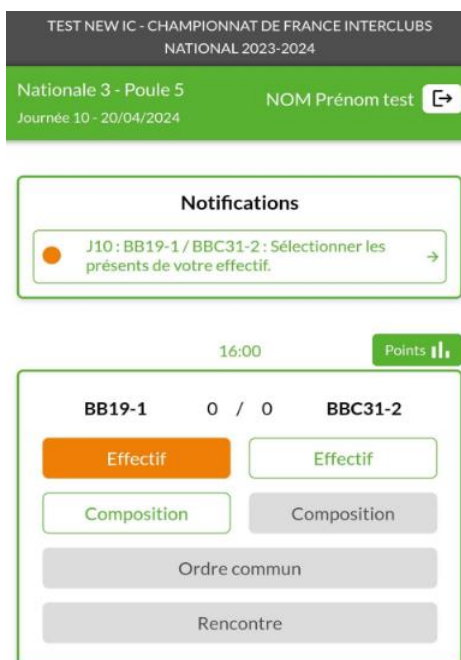 TEST NEW IC - CHAMPIONNAT DE FRANCE INTERCLUBS
NATIONAL 2023-2024
Nationale 3 - Poule 5
NOM Prénom test
Journée 10 - 20/04/2024
Notifications
J10 : BB19-1 / BBC31-2 : Sélectionner les
présents de votre effectif.
16:00
Points
BB19-1 0 / 0 BBC31-2
Effectif Effectif
Composition Composition
Ordre commun
Rencontre